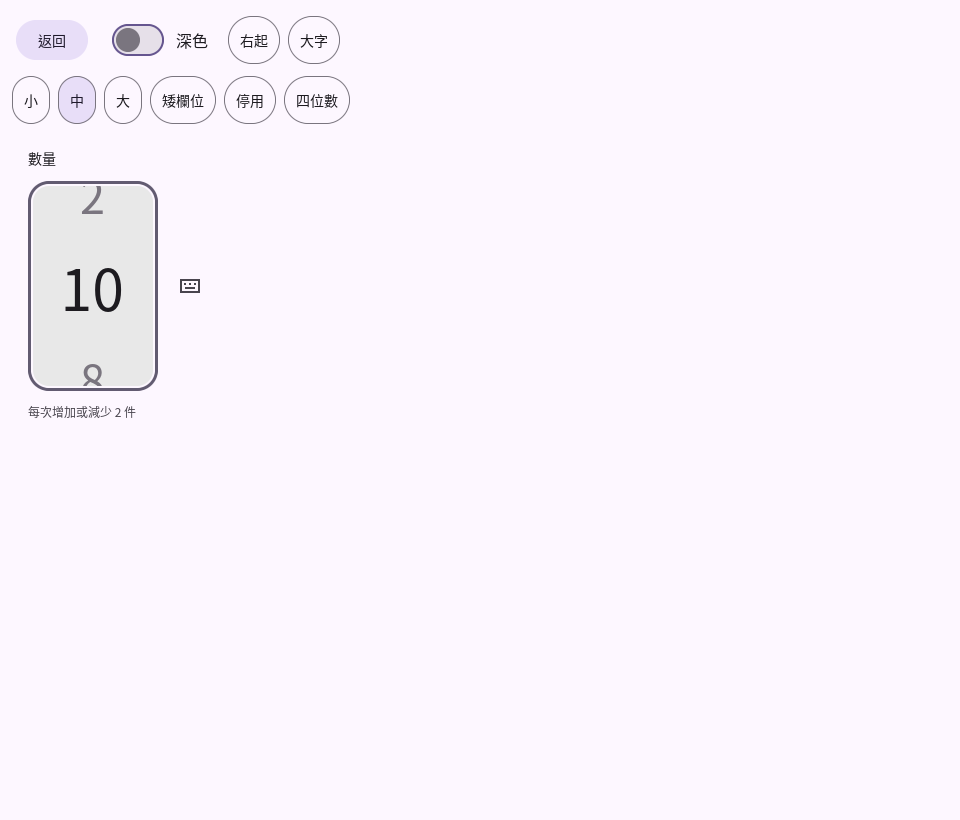 返回 深色 右起 大字
小 中 大 矮欄位 停用 四位數
數量
2
10
8
每次增加或減少 2 件